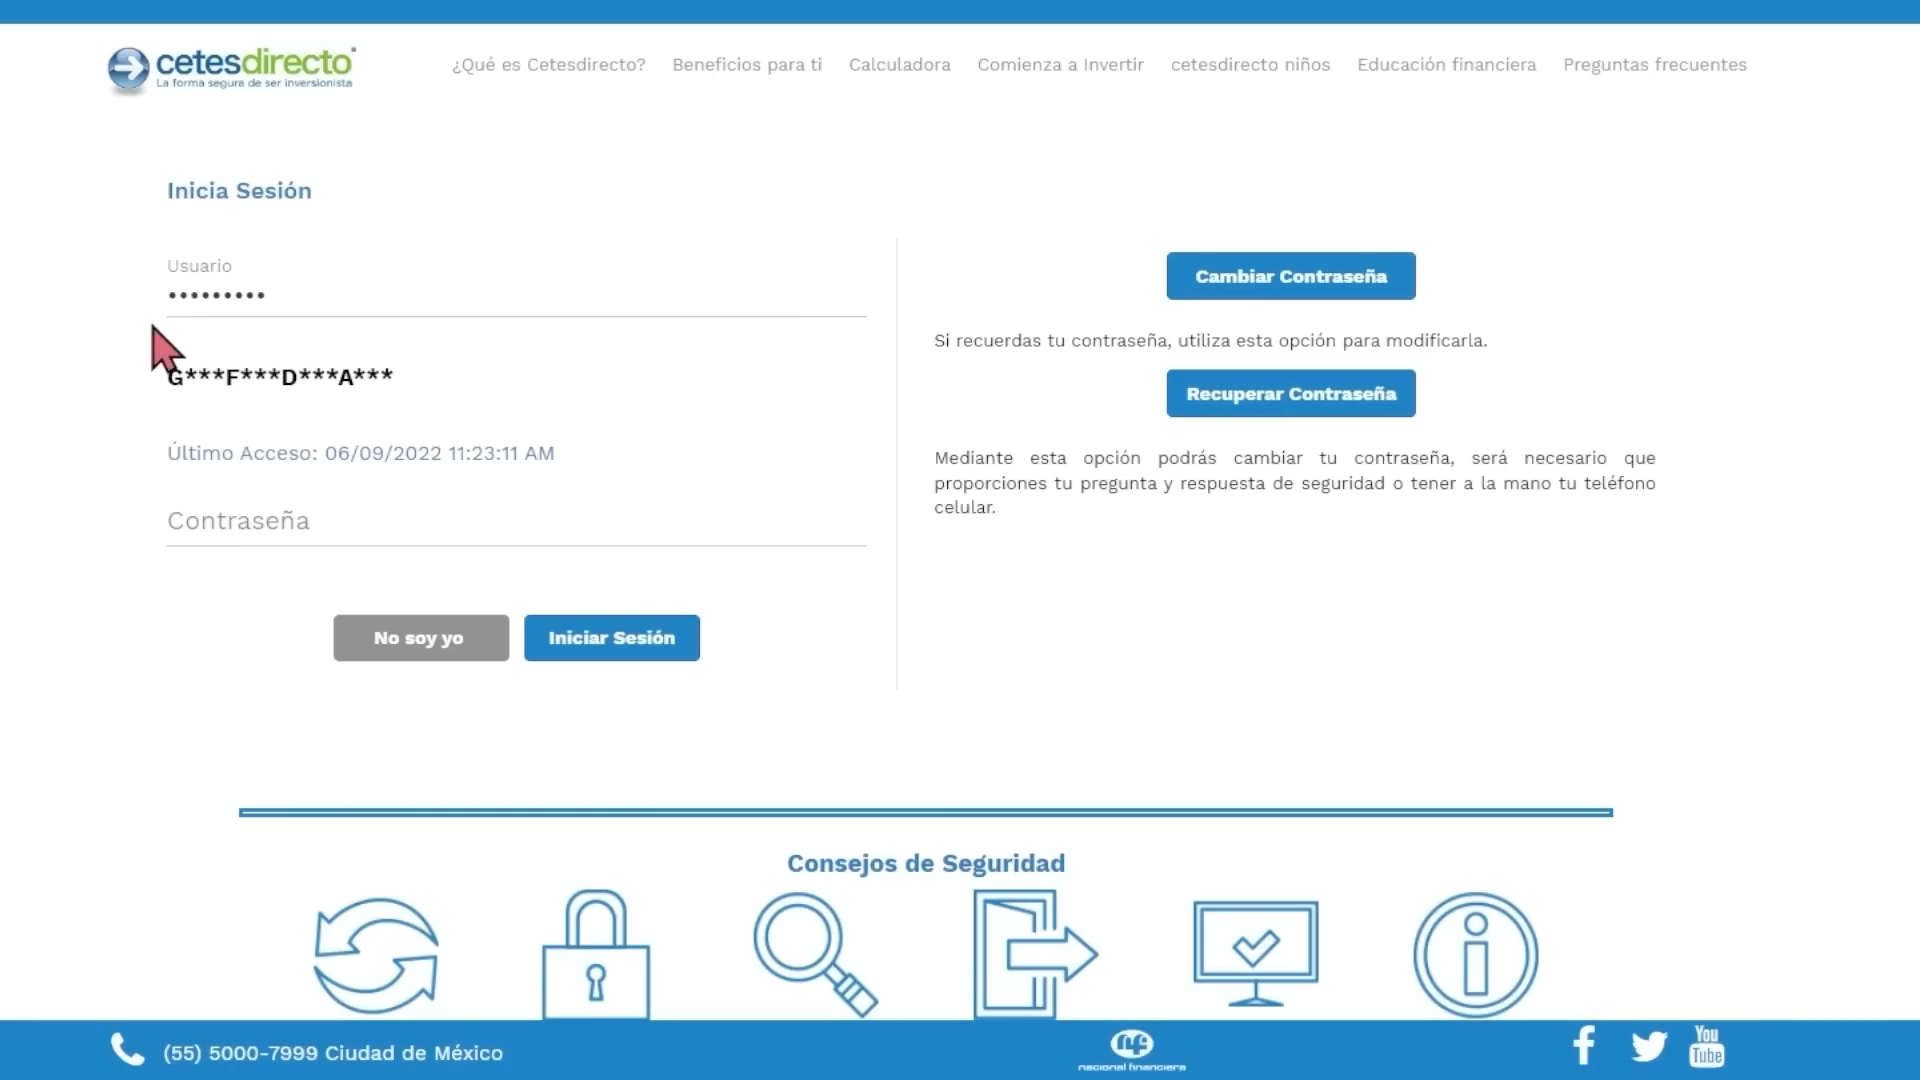 cetesdirecto
La forma segura de ser inversionista
¿Qué es Cetesdirecto? Beneficios para ti Calculadora Comienza a Invertir cetesdirecto niños Educación financiera Preguntas frecuentes
Inicia Sesión
Usuario
•••••••••
G***F***D***A***
Último Acceso: 06/09/2022 11:23:11 AM
Contraseña
No soy yo
Iniciar Sesión
Cambiar Contraseña
Si recuerdas tu contraseña, utiliza esta opción para modificarla.
Recuperar Contraseña
Mediante esta opción podrás cambiar tu contraseña, será necesario que
proporciones tu pregunta y respuesta de seguridad o tener a la mano tu teléfono
celular.
Consejos de Seguridad
(55) 5000-7999 Ciudad de México
nf
nacional financiera
You
Tube